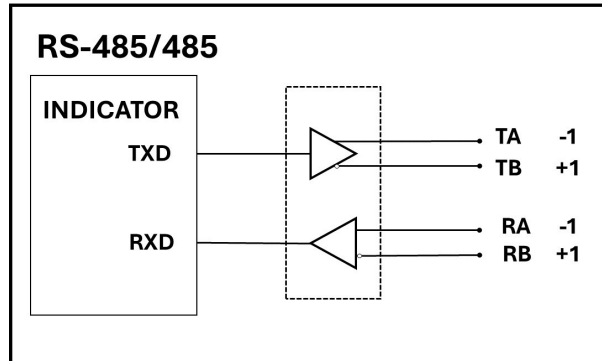 RS-485/485
INDICATOR
TXD
TA -1
TB +1
RXD
RA -1
RB +1